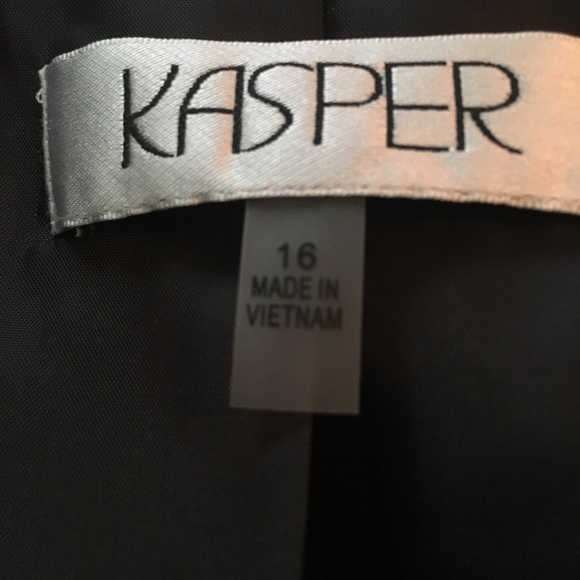 KASPER
16
MADE IN
VIETNAM